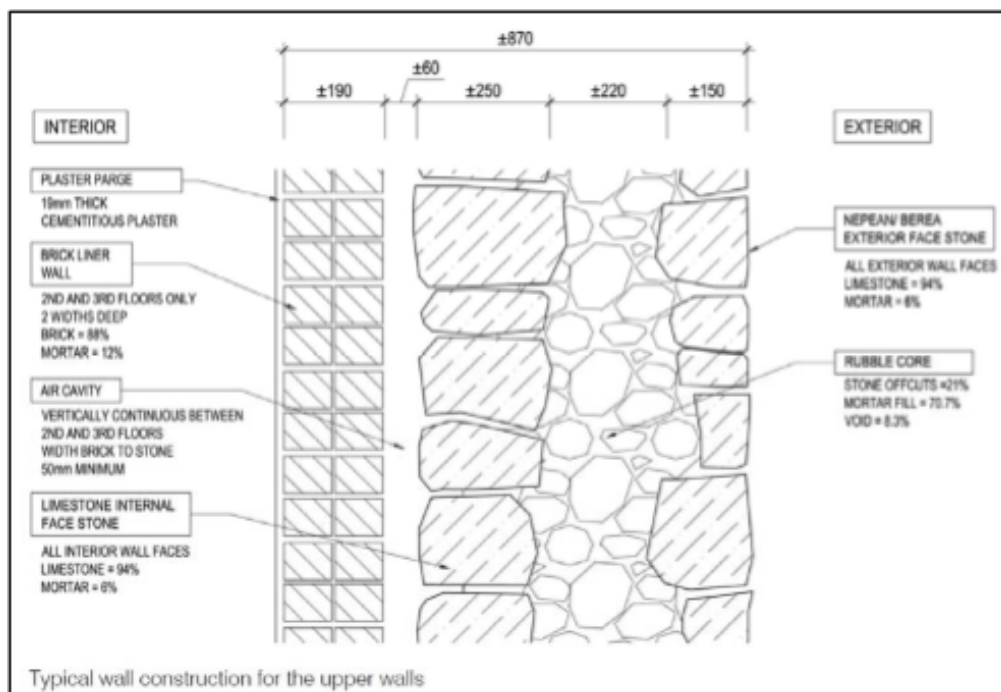 ±870
±60
±190
±250
±220
±150
INTERIOR
EXTERIOR
PLASTER PARGE
19mm THICK
CEMENTITIOUS PLASTER
BRICK LINER
WALL
2ND AND 3RD FLOORS ONLY
2 WIDTHS DEEP
BRICK = 88%
MORTAR = 12%
AIR CAVITY
VERTICALLY CONTINUOUS BETWEEN
2ND AND 3RD FLOORS
WIDTH BRICK TO STONE
50mm MINIMUM
LIMESTONE INTERNAL
FACE STONE
ALL INTERIOR WALL FACES
LIMESTONE = 94%
MORTAR = 6%
NEPEAN/ BEREA
EXTERIOR FACE STONE
ALL EXTERIOR WALL FACES
LIMESTONE = 94%
MORTAR = 6%
RUBBLE CORE
STONE OFFCUTS =21%
MORTAR FILL = 70.7%
VOID = 8.3%
Typical wall construction for the upper walls